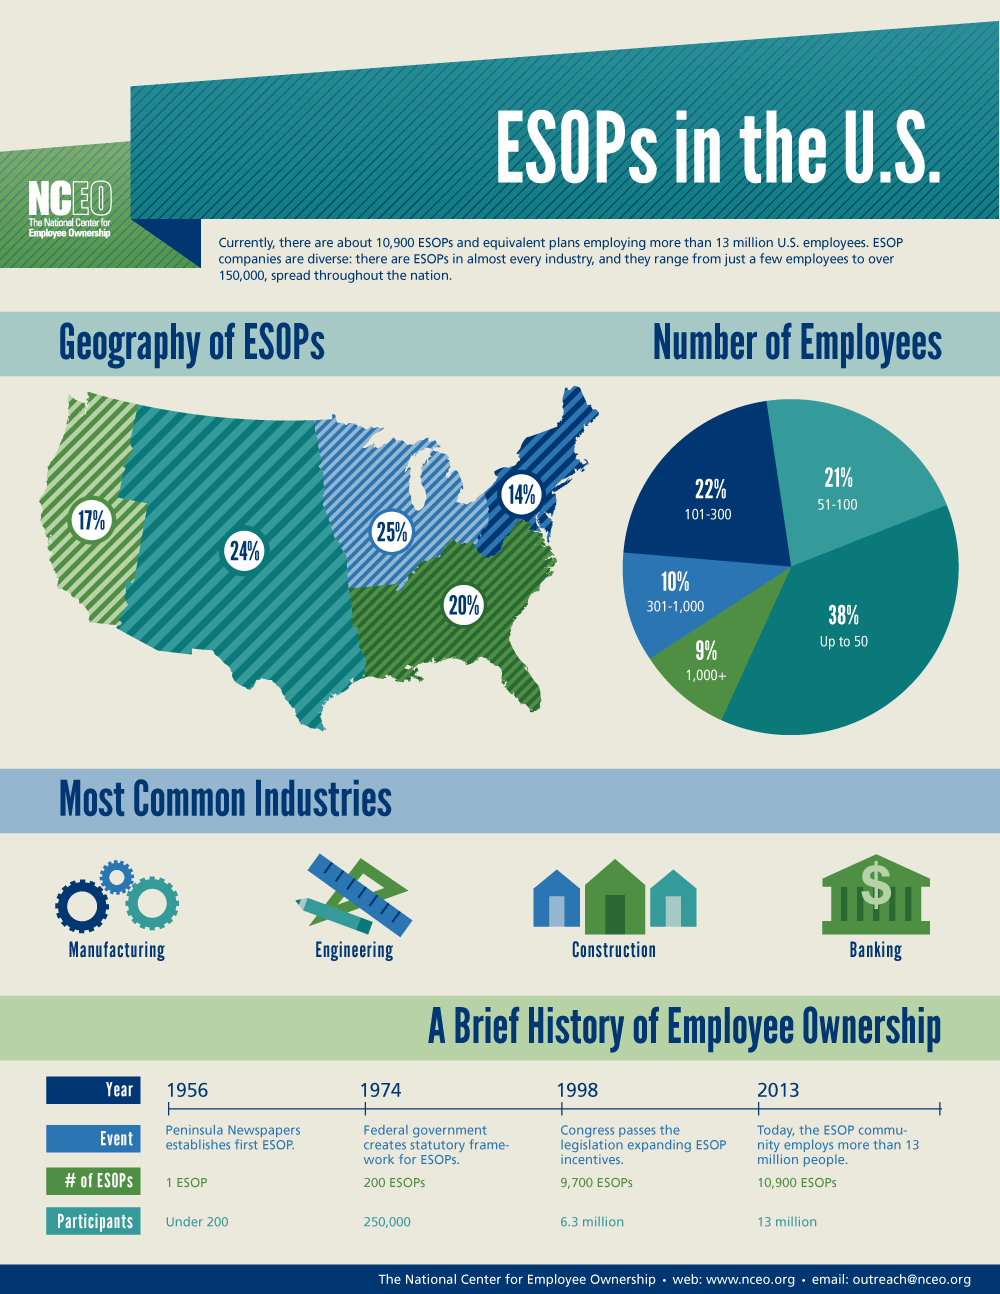 ESOPs in the U.S.
NCEO
The National Center for
Employee Ownership
Currently, there are about 10,900 ESOPs and equivalent plans employing more than 13 million U.S. employees. ESOP
companies are diverse: there are ESOPs in almost every industry, and they range from just a few employees to over
150,000, spread throughout the nation.
Geography of ESOPs
17%
24%
25%
14%
20%
Number of Employees
22%
101-300
21%
51-100
10%
301-1,000
38%
Up to 50
9%
1,000+
Most Common Industries
Manufacturing
Engineering
Construction
$
Banking
A Brief History of Employee Ownership
Year
1956
1974
1998
2013
Event
Peninsula Newspapers
establishes first ESOP.
Federal government
creates statutory frame-
work for ESOPs.
Congress passes the
legislation expanding ESOP
incentives.
Today, the ESOP commu-
nity employs more than 13
million people.
# of ESOPs
1 ESOP
200 ESOPs
9,700 ESOPs
10,900 ESOPs
Participants
Under 200
250,000
6.3 million
13 million
The National Center for Employee Ownership • web: www.nceo.org • email: outreach@nceo.org